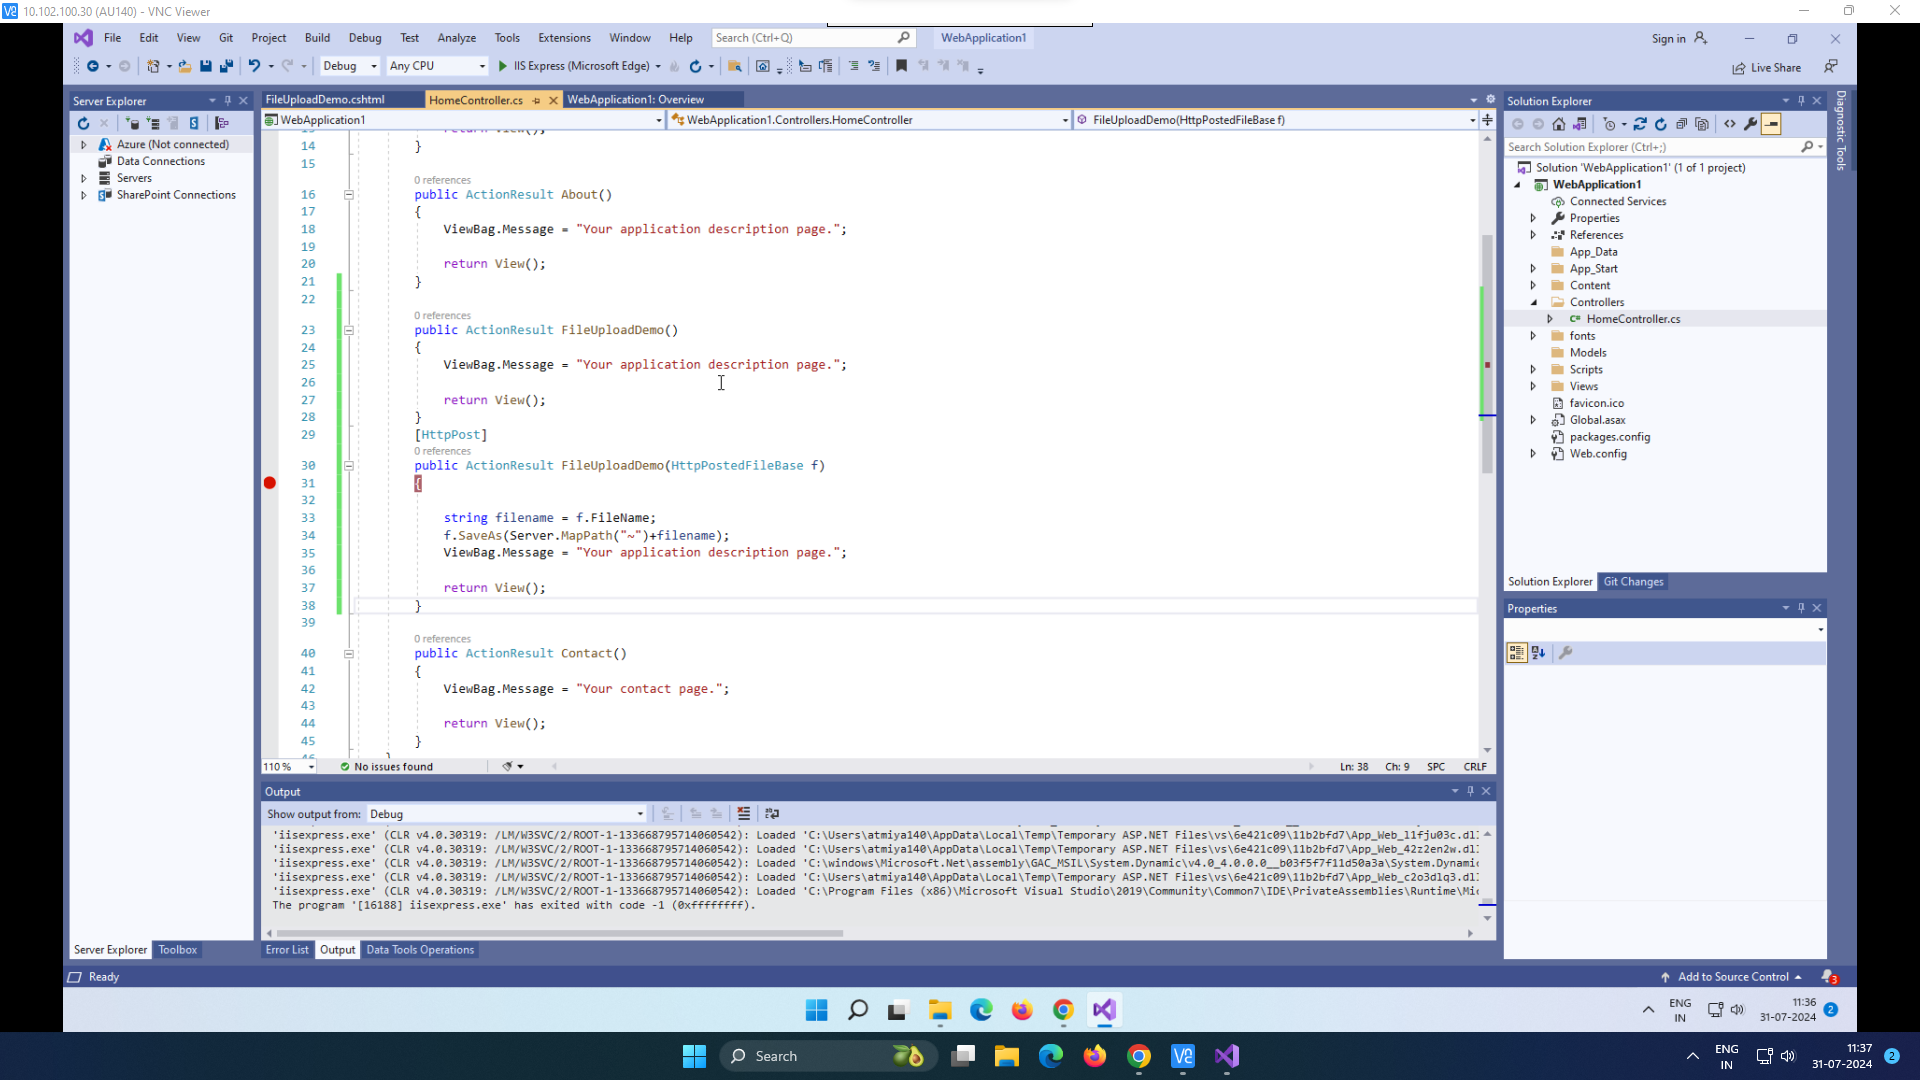 10.102.100.30 (AU140) - VNC Viewer
File Edit View Git Project Build Debug Test Analyze Tools Extensions Window Help Search (Ctrl+Q) WebApplication1 Sign in
Debug Any CPU IIS Express (Microsoft Edge) Live Share
Server Explorer
Azure (Not connected)
Data Connections
Servers
SharePoint Connections
FileUploadDemo.cshtml HomeController.cs WebApplication1: Overview
WebApplication1 WebApplication1.Controllers.HomeController FileUploadDemo(HttpPostedFileBase f)
14 }
15
0 references
16 public ActionResult About()
17 {
18 ViewBag.Message = "Your application description page.";
19
20 return View();
21 }
22
0 references
23 public ActionResult FileUploadDemo()
24 {
25 ViewBag.Message = "Your application description page.";
26
27 return View();
28 }
29 [HttpPost]
0 references
30 public ActionResult FileUploadDemo(HttpPostedFileBase f)
31 {
32
33 string filename = f.FileName;
34 f.SaveAs(Server.MapPath("~")+filename);
35 ViewBag.Message = "Your application description page.";
36
37 return View();
38 }
39
0 references
40 public ActionResult Contact()
41 {
42 ViewBag.Message = "Your contact page.";
43
44 return View();
45 }
110 % No issues found Ln: 38 Ch: 9 SPC CRLF
Output
Show output from: Debug
'iisexpress.exe' (CLR v4.0.30319: /LM/W3SVC/2/ROOT-1-133668795714060542): Loaded 'C:\Users\atmiya140\AppData\Local\Temp\Temporary ASP.NET Files\vs\6e421c09\11b2bfd7\App_Web_11fju03c.dl
'iisexpress.exe' (CLR v4.0.30319: /LM/W3SVC/2/ROOT-1-133668795714060542): Loaded 'C:\Users\atmiya140\AppData\Local\Temp\Temporary ASP.NET Files\vs\6e421c09\11b2bfd7\App_Web_42z2en2w.dl
'iisexpress.exe' (CLR v4.0.30319: /LM/W3SVC/2/ROOT-1-133668795714060542): Loaded 'C:\windows\Microsoft.Net\assembly\GAC_MSIL\System.Dynamic\v4.0_4.0.0.0__b03f5f7f11d50a3a\System.Dynamic
'iisexpress.exe' (CLR v4.0.30319: /LM/W3SVC/2/ROOT-1-133668795714060542): Loaded 'C:\Users\atmiya140\AppData\Local\Temp\Temporary ASP.NET Files\vs\6e421c09\11b2bfd7\App_Web_c2o3dlq3.dl
'iisexpress.exe' (CLR v4.0.30319: /LM/W3SVC/2/ROOT-1-133668795714060542): Loaded 'C:\Program Files (x86)\Microsoft Visual Studio\2019\Community\Common7\IDE\PrivateAssemblies\Runtime\Mic
The program '[16188] iisexpress.exe' has exited with code -1 (0xffffffff).
Server Explorer Toolbox
Error List Output Data Tools Operations
Solution Explorer
Search Solution Explorer (Ctrl+;)
Solution 'WebApplication1' (1 of 1 project)
WebApplication1
Connected Services
Properties
References
App_Data
App_Start
Content
Controllers
C# HomeController.cs
fonts
Models
Scripts
Views
favicon.ico
Global.asax
packages.config
Web.config
Solution Explorer Git Changes
Properties
Diagnostic Tools
Ready Add to Source Control 3
ENG
IN
11:36
31-07-2024
2
Search
ENG
IN
11:37
31-07-2024
2